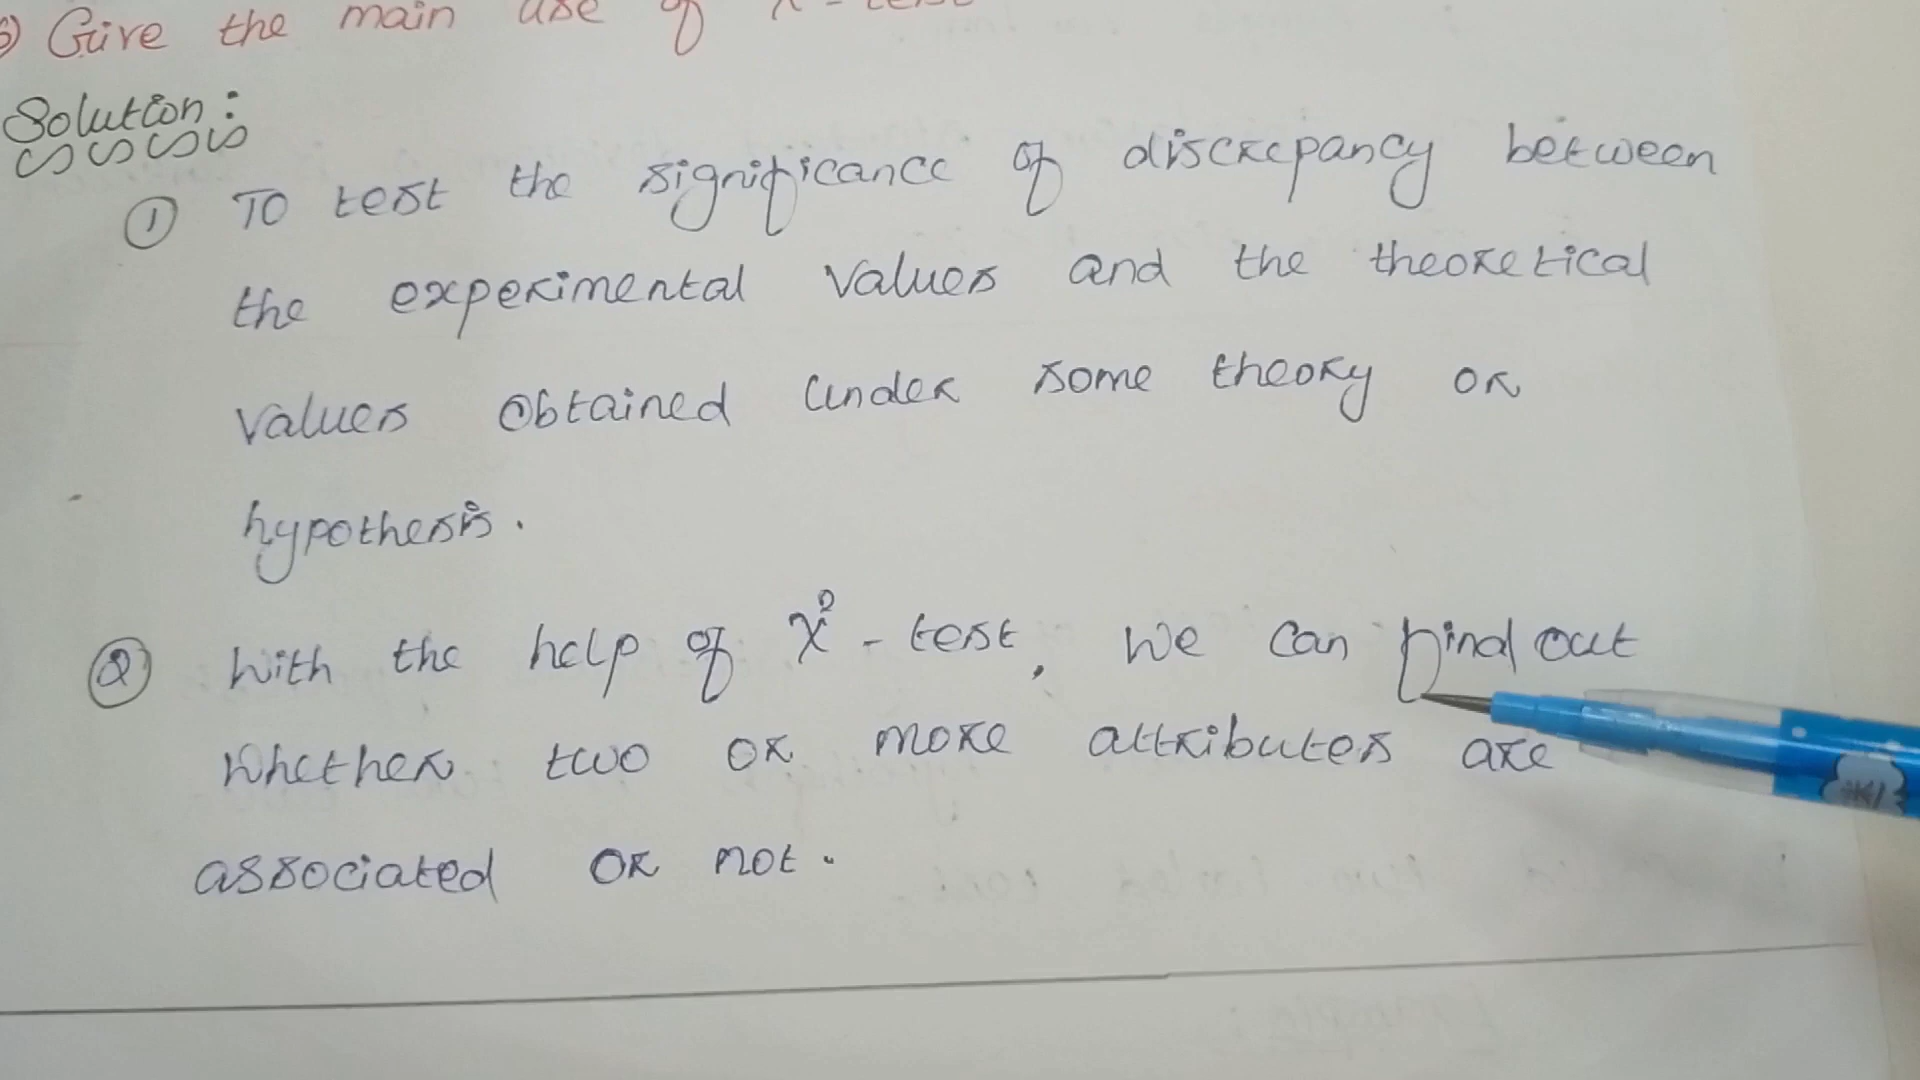 Give the main use of χ - test
Solution :
① To test the significance of discrepancy between
the experimental values and the theoretical
values obtained under some theory or
hypothesis.
② With the help of χ² - test, we can find out
whether two or more attributes are
associated or not.